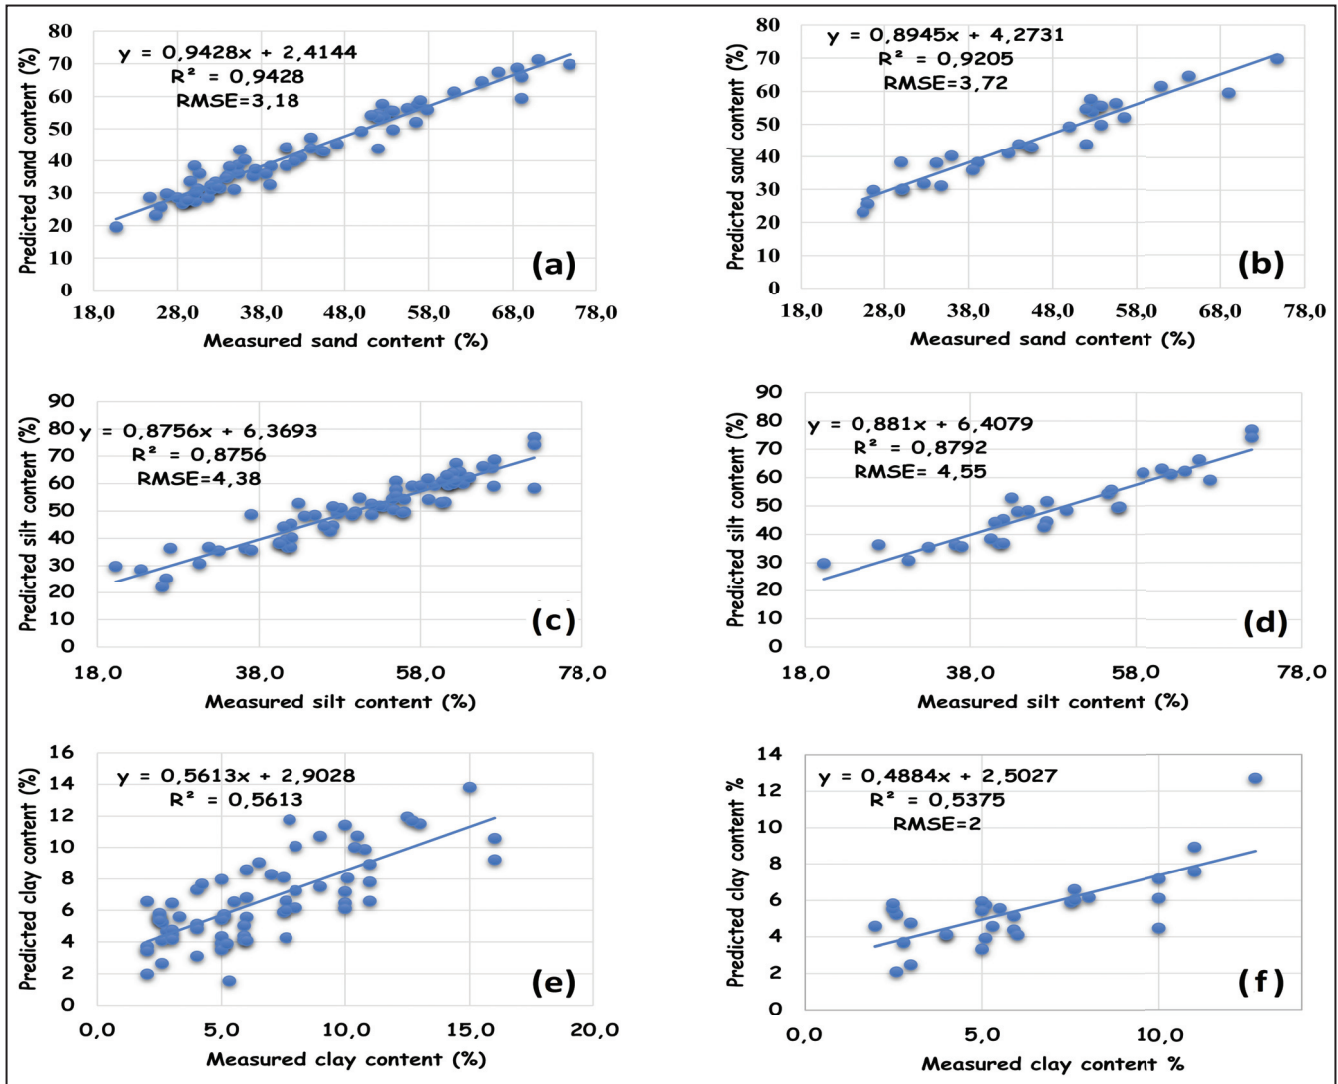 y = 0,9428x + 2,4144
R² = 0,9428
RMSE=3,18
Predicted sand content (%)
80
70
60
50
40
30
20
10
0
18,0 28,0 38,0 48,0 58,0 68,0 78,0
Measured sand content (%)
(a)
y = 0,8945x + 4,2731
R² = 0,9205
RMSE=3,72
Predicted sand content (%)
80
70
60
50
40
30
20
10
0
18,0 28,0 38,0 48,0 58,0 68,0 78,0
Measured sand content (%)
(b)
y = 0,8756x + 6,3693
R² = 0,8756
RMSE=4,38
Predicted silt content (%)
90
80
70
60
50
40
30
20
10
0
18,0 38,0 58,0 78,0
Measured silt content (%)
(c)
y = 0,881x + 6,4079
R² = 0,8792
RMSE= 4,55
Predicted silt content (%)
90
80
70
60
50
40
30
20
10
0
18,0 38,0 58,0 78,0
Measured silt content (%)
(d)
y = 0,5613x + 2,9028
R² = 0,5613
Predicted clay content (%)
16
14
12
10
8
6
4
2
0
0,0 5,0 10,0 15,0 20,0
Measured clay content (%)
(e)
y = 0,4884x + 2,5027
R² = 0,5375
RMSE=2
Predicted clay content %
14
12
10
8
6
4
2
0
0,0 5,0 10,0
Measured clay content %
(f)